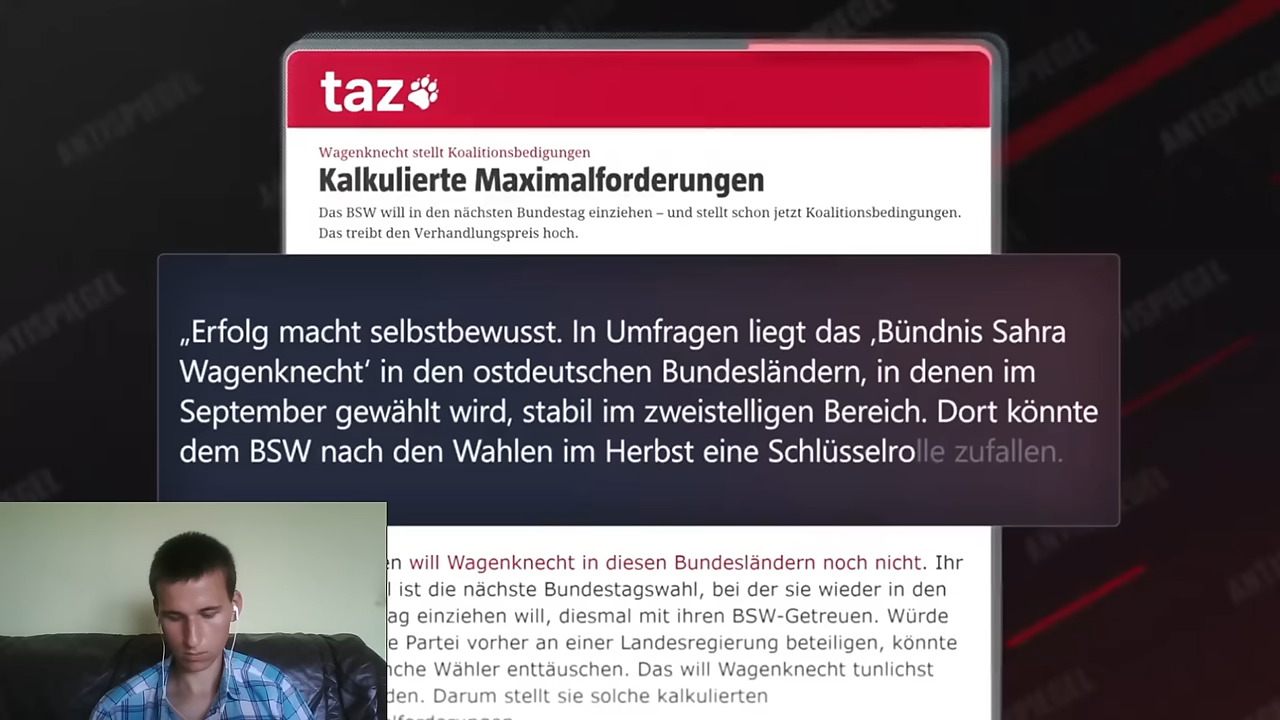 taz
Wagenknecht stellt Koalitionsbedigungen
Kalkulierte Maximalforderungen
Das BSW will in den nächsten Bundestag einziehen – und stellt schon jetzt Koalitionsbedingungen.
Das treibt den Verhandlungspreis hoch.
„Erfolg macht selbstbewusst. In Umfragen liegt das ‚Bündnis Sahra
Wagenknecht‘ in den ostdeutschen Bundesländern, in denen im
September gewählt wird, stabil im zweistelligen Bereich. Dort könnte
dem BSW nach den Wahlen im Herbst eine Schlüsselrolle zufallen.
will Wagenknecht in diesen Bundesländern noch nicht. Ihr
ist die nächste Bundestagswahl, bei der sie wieder in den
einziehen will, diesmal mit ihren BSW-Getreuen. Würde
Partei vorher an einer Landesregierung beteiligen, könnte
Wähler enttäuschen. Das will Wagenknecht tunlichst
Darum stellt sie solche kalkulierten
ANTISPIEGEL
ANTISPIEGEL
ANTISPIEGEL
ANTISPIEGEL